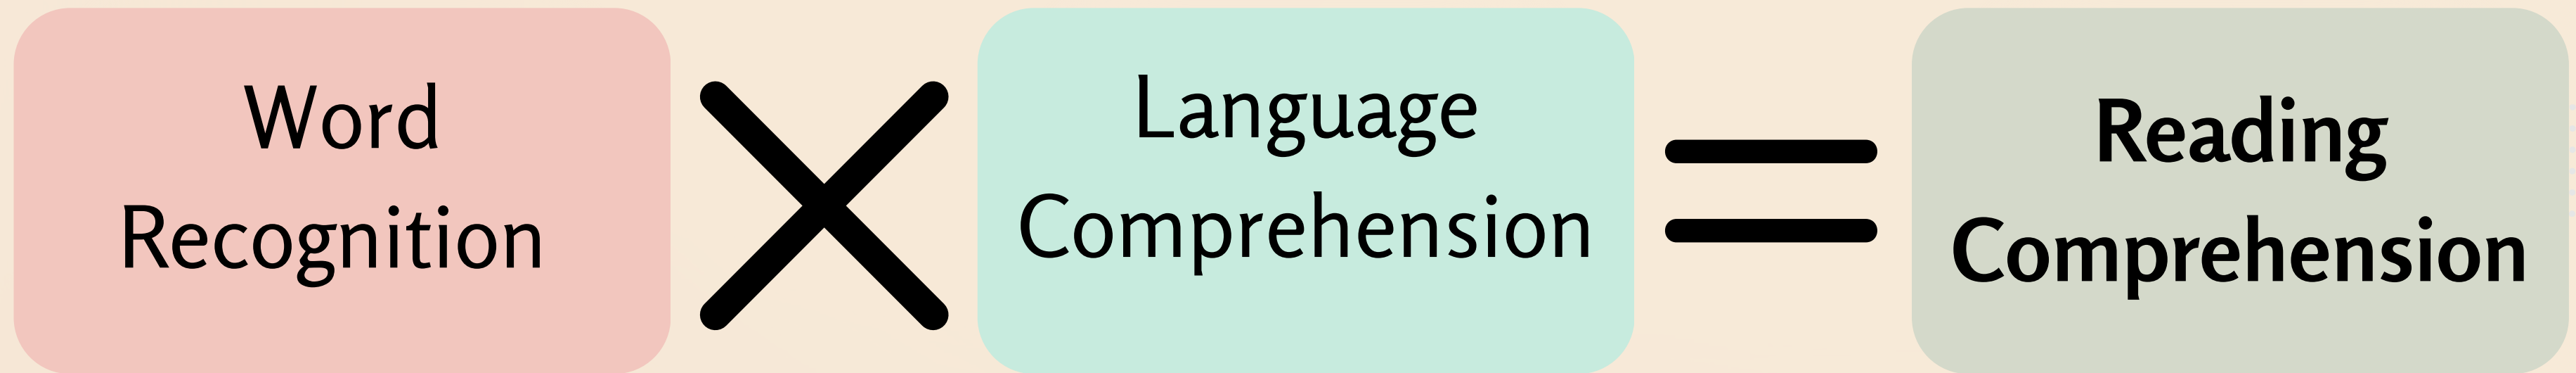 Word
Recognition
×
Language
Comprehension
=
Reading
Comprehension